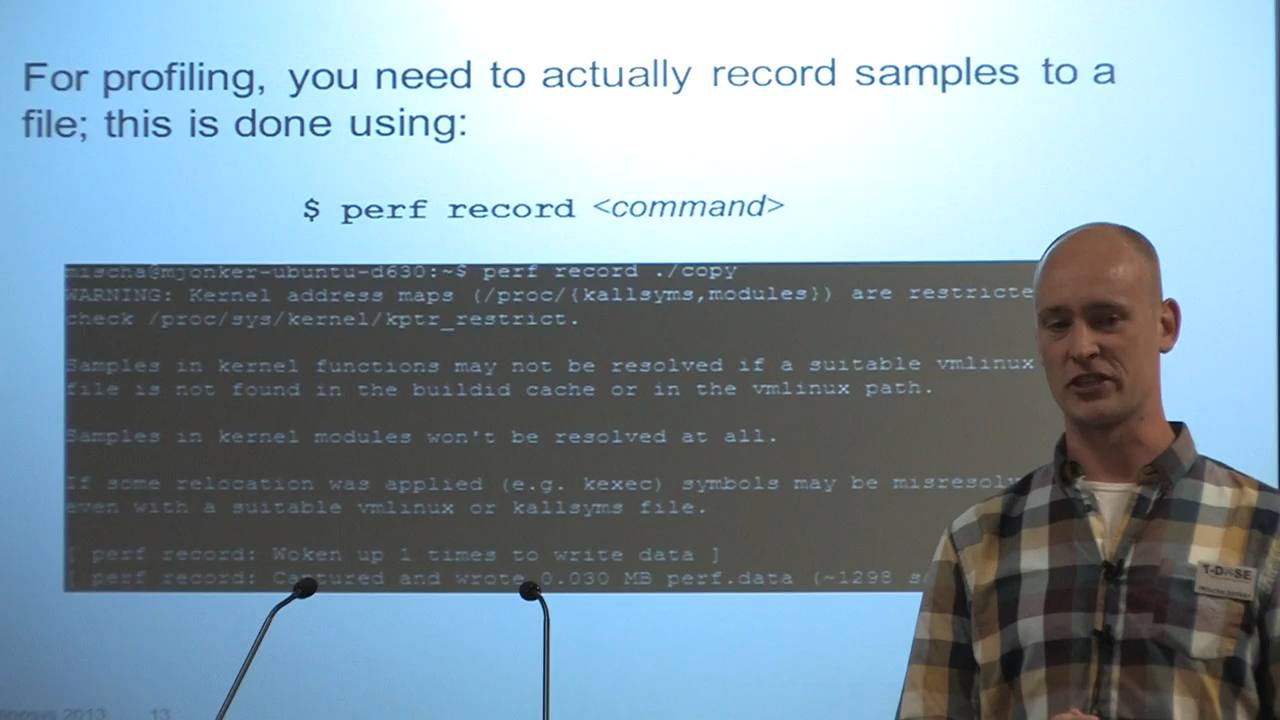 For profiling, you need to actually record samples to a
file; this is done using:
$ perf record <command>
mischa@mjonker-ubuntu-d630:~$ perf record ./copy
WARNING: Kernel address maps (/proc/{kallsyms,modules}) are restricte
check /proc/sys/kernel/kptr_restrict.
Samples in kernel functions may not be resolved if a suitable vmlinux
file is not found in the buildid cache or in the vmlinux path.
Samples in kernel modules won't be resolved at all.
If some relocation was applied (e.g. kexec) symbols may be misresolv
even with a suitable vmlinux or kallsyms file.
[ perf record: Woken up 1 times to write data ]
[ perf record: Captured and wrote 0.030 MB perf.data (~1298 s
T-DOSE
2013 13